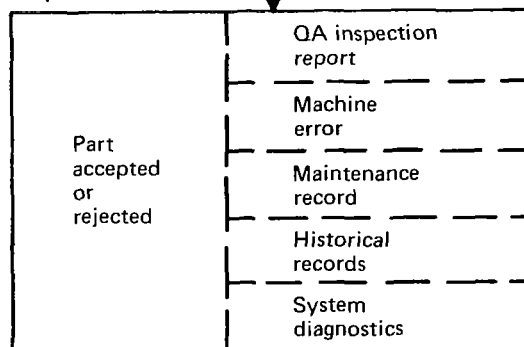 Part
accepted
or
rejected
QA inspection
report
Machine
error
Maintenance
record
Historical
records
System
diagnostics